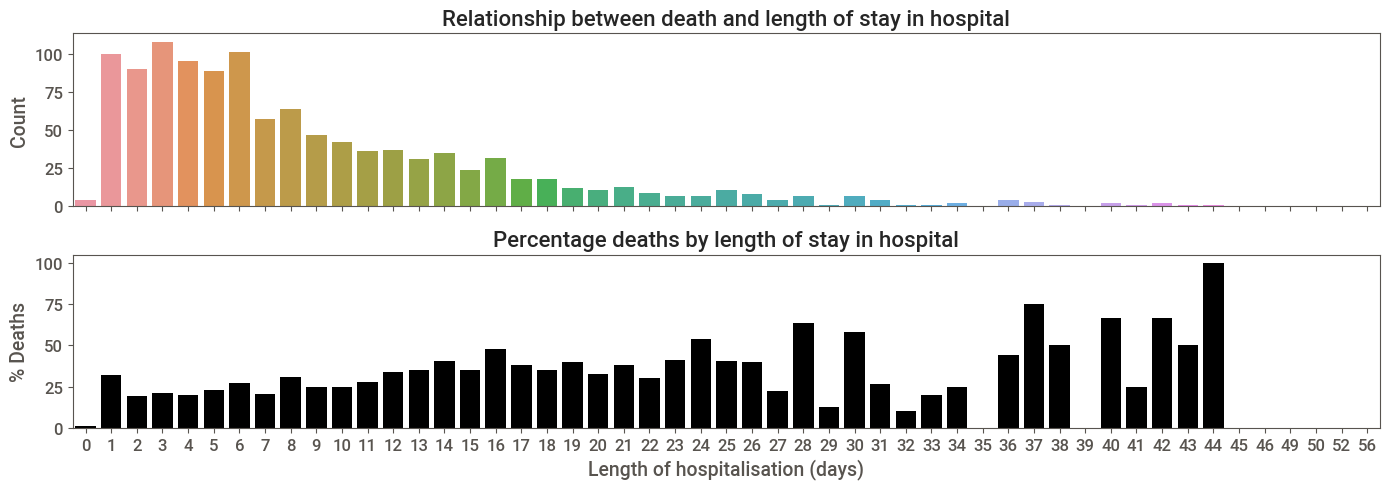 Relationship between death and length of stay in hospital
100
75
50
25
0
Count
Percentage deaths by length of stay in hospital
100
75
50
25
0
% Deaths
0 1 2 3 4 5 6 7 8 9 10 11 12 13 14 15 16 17 18 19 20 21 22 23 24 25 26 27 28 29 30 31 32 33 34 35 36 37 38 39 40 41 42 43 44 45 46 49 50 52 56
Length of hospitalisation (days)